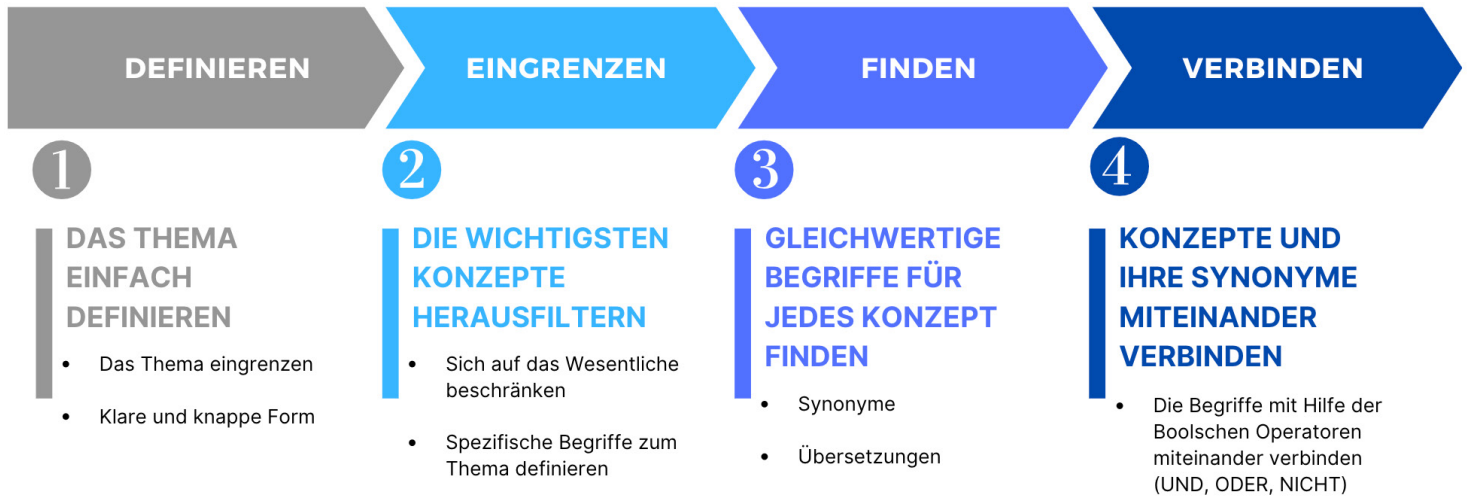 DEFINIEREN
EINGRENZEN
FINDEN
VERBINDEN
1
DAS THEMA
EINFACH
DEFINIEREN
• Das Thema eingrenzen
• Klare und knappe Form
2
DIE WICHTIGSTEN
KONZEPTE
HERAUSFILTERN
• Sich auf das Wesentliche
beschränken
• Spezifische Begriffe zum
Thema definieren
3
GLEICHWERTIGE
BEGRIFFE FÜR
JEDES KONZEPT
FINDEN
• Synonyme
• Übersetzungen
4
KONZEPTE UND
IHRE SYNONYME
MITEINANDER
VERBINDEN
• Die Begriffe mit Hilfe der
Boolschen Operatoren
miteinander verbinden
(UND, ODER, NICHT)